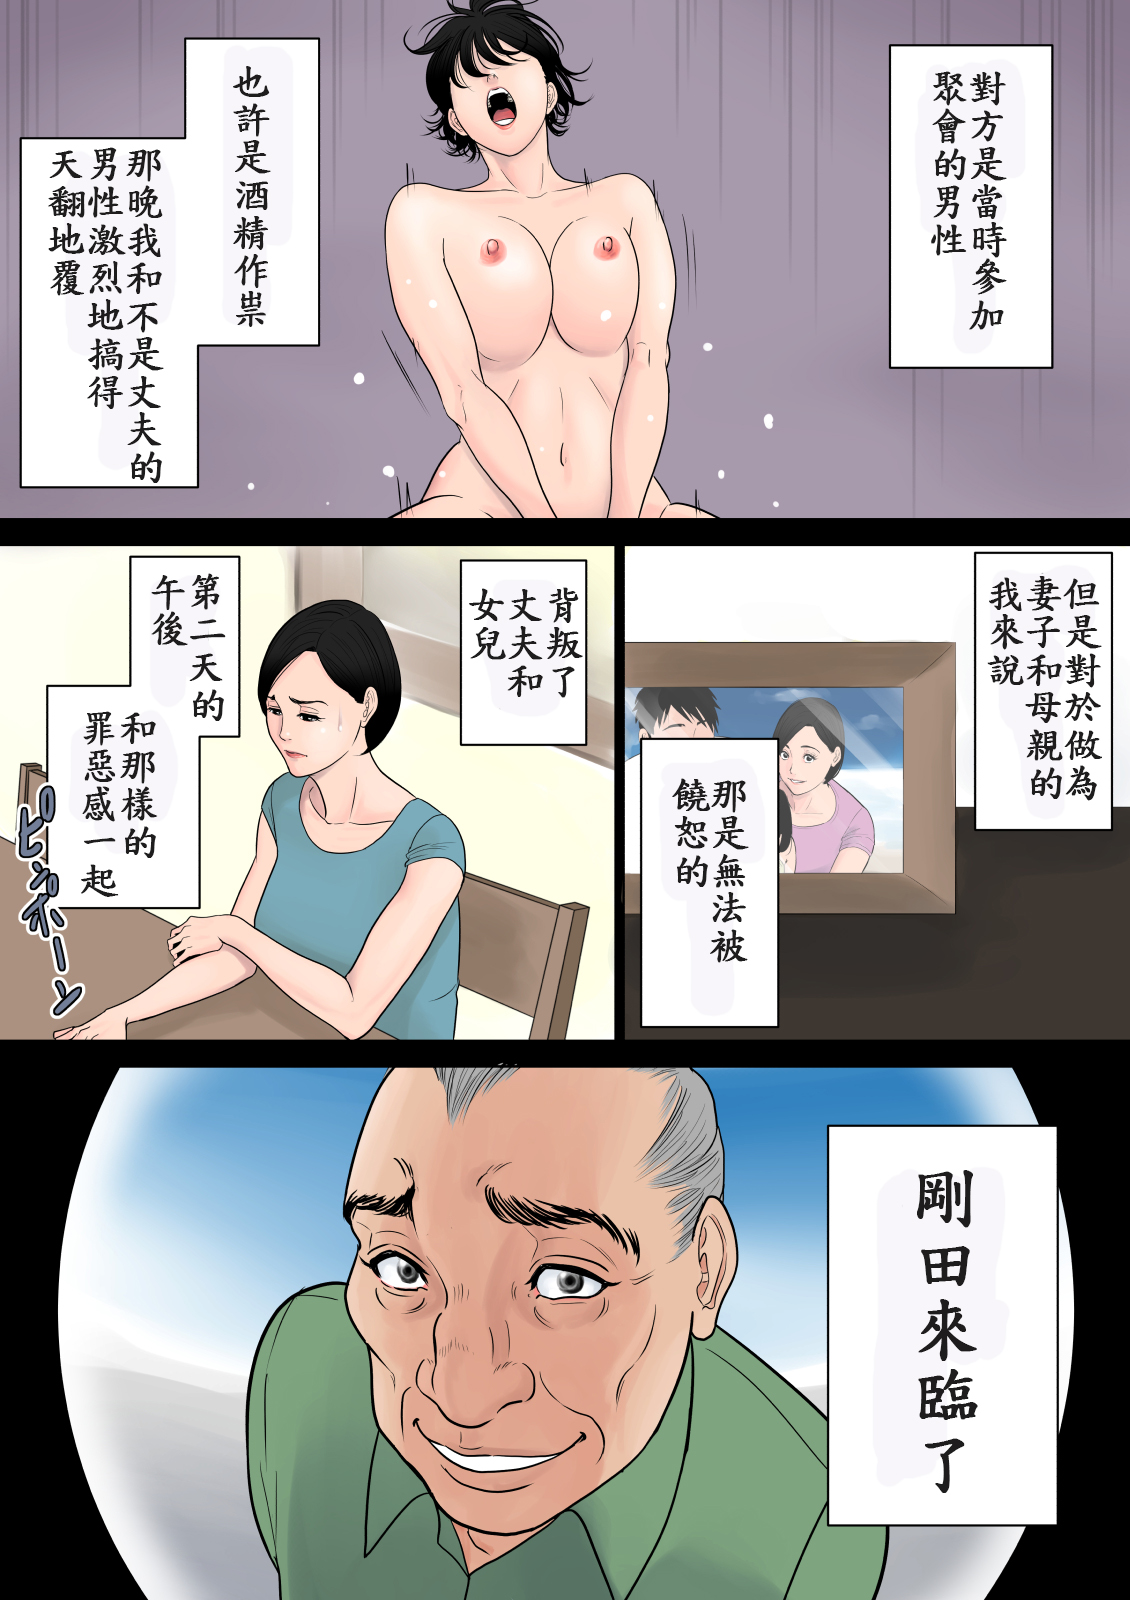 對方是當時參加
聚會的男性
也許是酒精作祟
那晚我和不是丈夫的
男性激烈地搞得
天翻地覆
但是對於做為
妻子和母親的
我來說
那是無法被
饒恕的
背叛了
丈夫和
女兒
第二天的
午後
和那樣的
罪惡感一起
ピンポーン
剛田來臨了